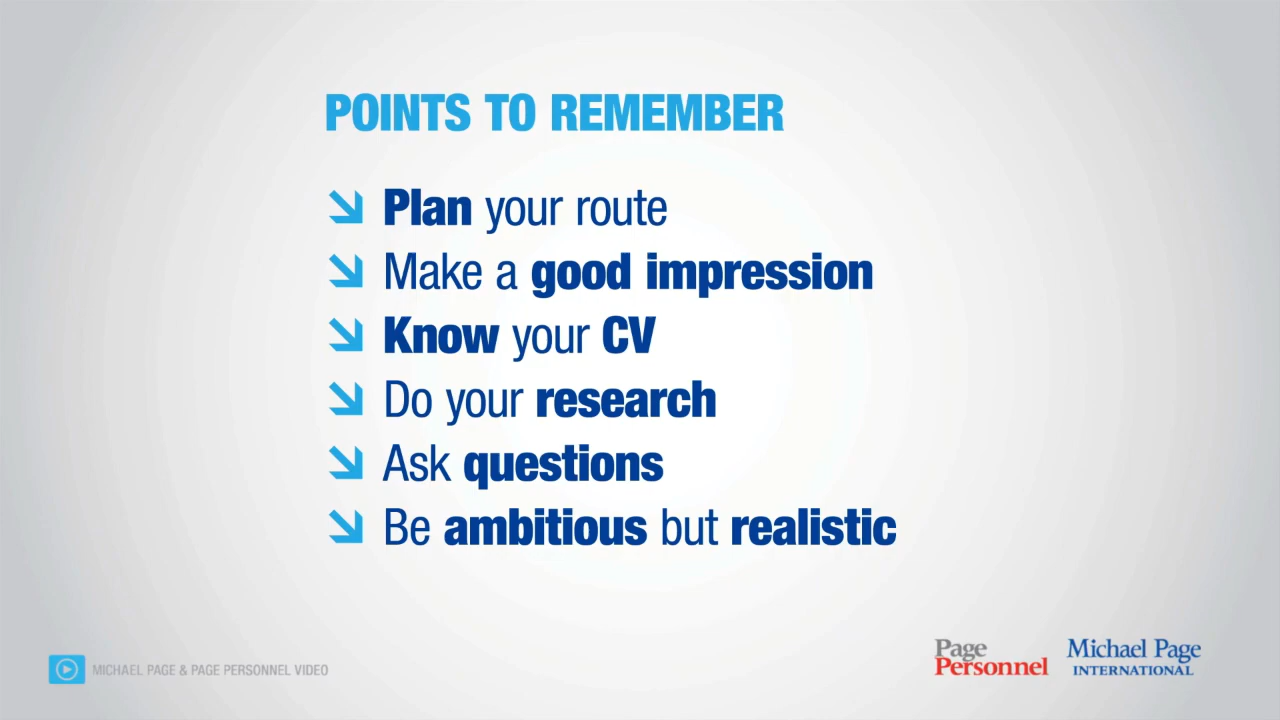 POINTS TO REMEMBER
Plan your route
Make a good impression
Know your CV
Do your research
Ask questions
Be ambitious but realistic
MICHAEL PAGE & PAGE PERSONNEL VIDEO
Page
Personnel
Michael Page
INTERNATIONAL